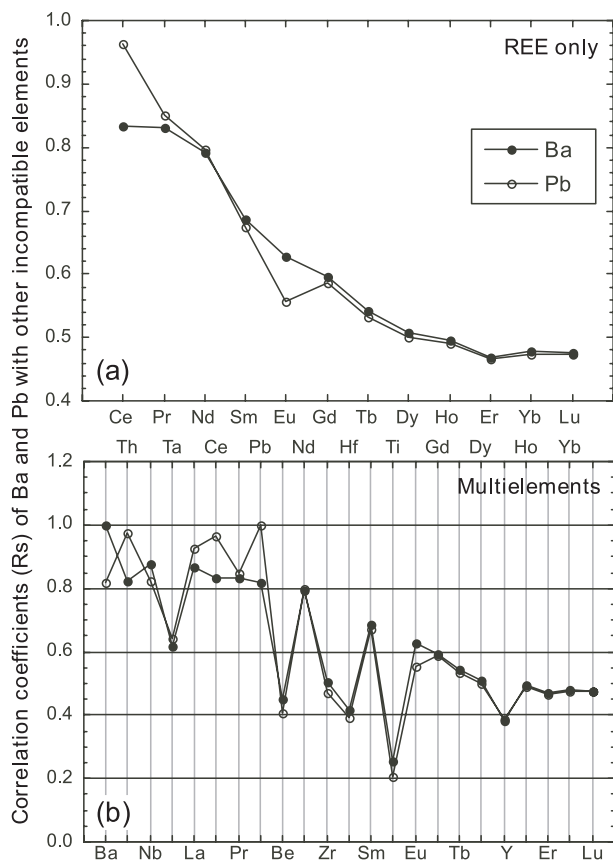 Correlation coefficients (Rs) of Ba and Pb with other incompatible elements
1.0
0.9
0.8
0.7
0.6
0.5
0.4
REE only
Ba
Pb
(a)
Ce Pr Nd Sm Eu Gd Tb Dy Ho Er Yb Lu
Th Ta Ce Pb Nd Hf Ti Gd Dy Ho Yb
1.2
1.0
0.8
0.6
0.4
0.2
0.0
Multielements
(b)
Ba Nb La Pr Be Zr Sm Eu Tb Y Er Lu